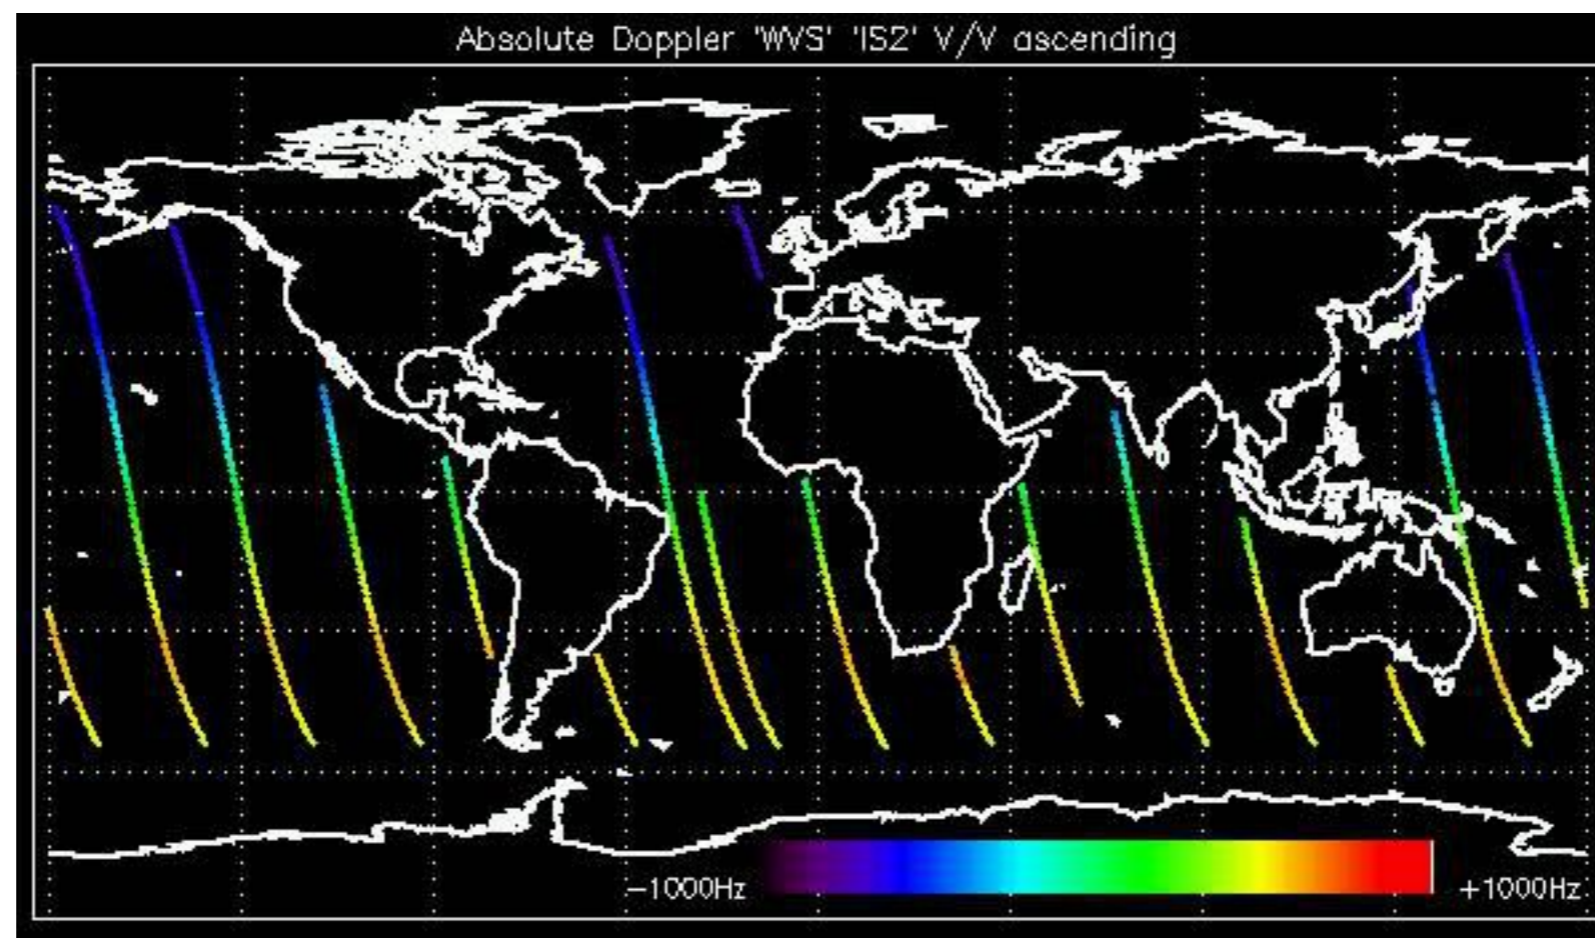 Absolute Doppler 'WVS' 'IS2' V/V ascending
-1000Hz +1000Hz